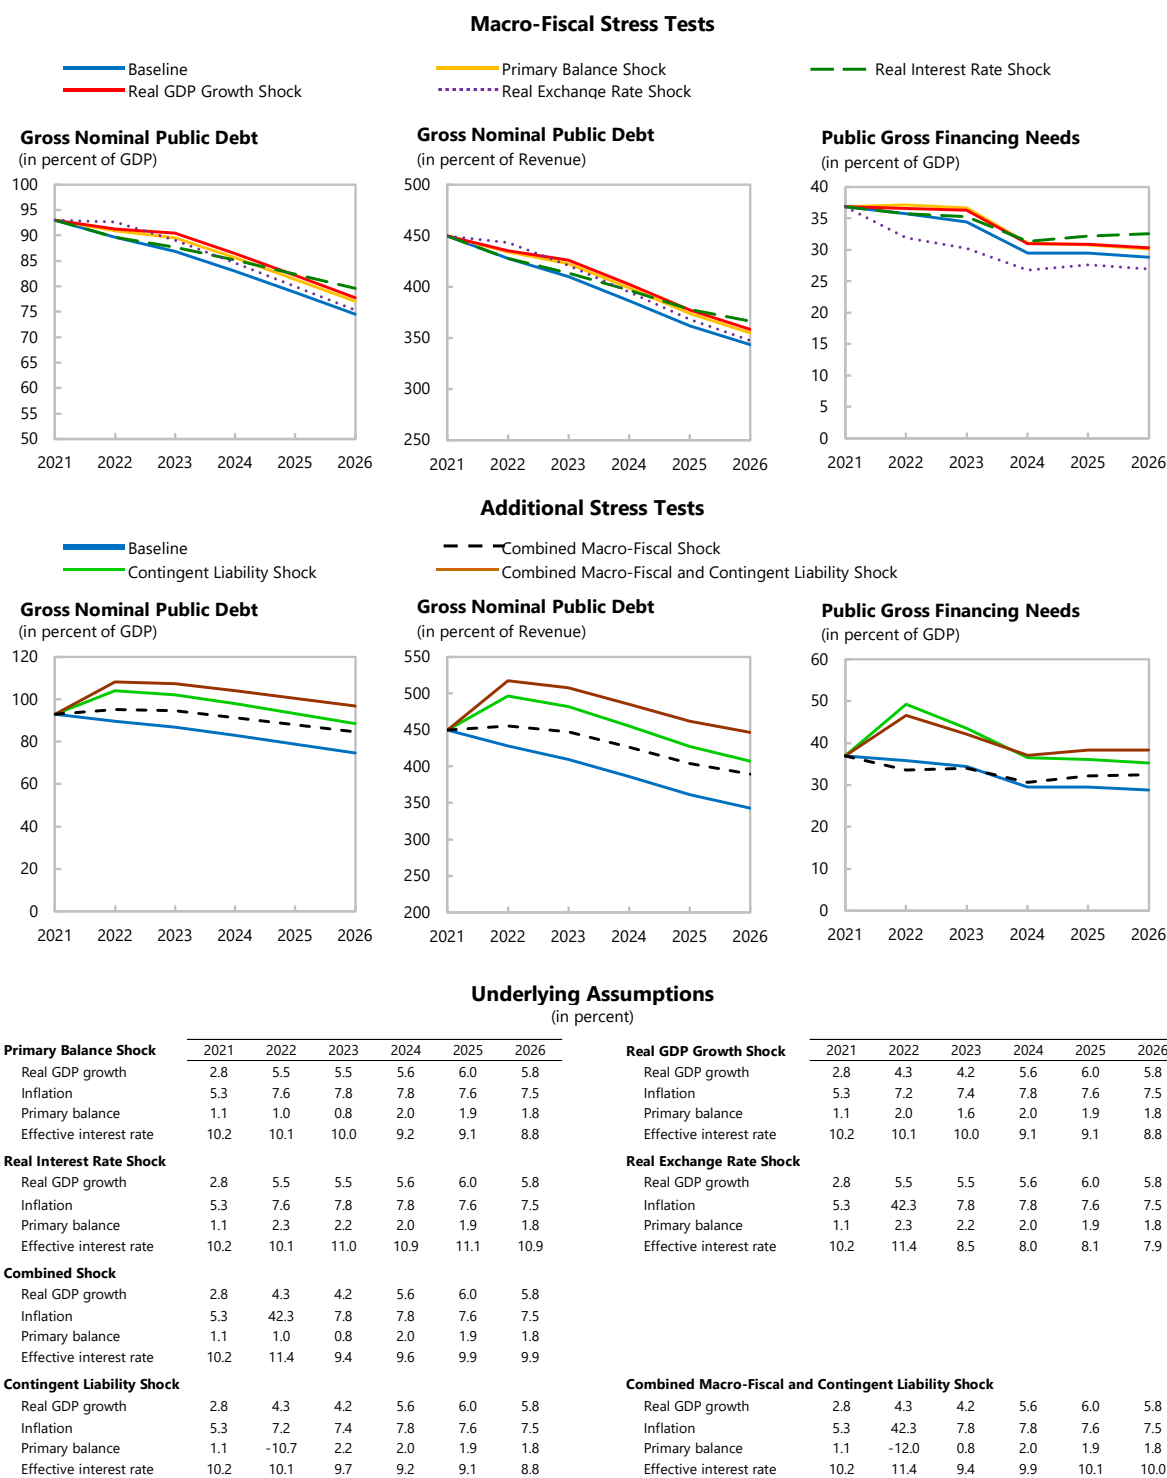 Macro-Fiscal Stress Tests
Baseline Primary Balance Shock Real Interest Rate Shock
Real GDP Growth Shock Real Exchange Rate Shock
Gross Nominal Public Debt
(in percent of GDP)
100
95
90
85
80
75
70
65
60
55
50
2021 2022 2023 2024 2025 2026
Gross Nominal Public Debt
(in percent of Revenue)
500
450
400
350
300
250
2021 2022 2023 2024 2025 2026
Public Gross Financing Needs
(in percent of GDP)
40
35
30
25
20
15
10
5
0
2021 2022 2023 2024 2025 2026
Additional Stress Tests
Baseline Combined Macro-Fiscal Shock
Contingent Liability Shock Combined Macro-Fiscal and Contingent Liability Shock
Gross Nominal Public Debt
(in percent of GDP)
120
100
80
60
40
20
0
2021 2022 2023 2024 2025 2026
Gross Nominal Public Debt
(in percent of Revenue)
550
500
450
400
350
300
250
200
2021 2022 2023 2024 2025 2026
Public Gross Financing Needs
(in percent of GDP)
60
50
40
30
20
10
0
2021 2022 2023 2024 2025 2026
Underlying Assumptions
(in percent)
Primary Balance Shock 2021 2022 2023 2024 2025 2026
Real GDP growth 2.8 5.5 5.5 5.6 6.0 5.8
Inflation 5.3 7.6 7.8 7.8 7.6 7.5
Primary balance 1.1 1.0 0.8 2.0 1.9 1.8
Effective interest rate 10.2 10.1 10.0 9.2 9.1 8.8
Real GDP Growth Shock 2021 2022 2023 2024 2025 2026
Real GDP growth 2.8 4.3 4.2 5.6 6.0 5.8
Inflation 5.3 7.2 7.4 7.8 7.6 7.5
Primary balance 1.1 2.0 1.6 2.0 1.9 1.8
Effective interest rate 10.2 10.1 10.0 9.1 9.1 8.8
Real Interest Rate Shock
Real GDP growth 2.8 5.5 5.5 5.6 6.0 5.8
Inflation 5.3 7.6 7.8 7.8 7.6 7.5
Primary balance 1.1 2.3 2.2 2.0 1.9 1.8
Effective interest rate 10.2 10.1 11.0 10.9 11.1 10.9
Real Exchange Rate Shock
Real GDP growth 2.8 5.5 5.5 5.6 6.0 5.8
Inflation 5.3 42.3 7.8 7.8 7.6 7.5
Primary balance 1.1 2.3 2.2 2.0 1.9 1.8
Effective interest rate 10.2 11.4 8.5 8.0 8.1 7.9
Combined Shock
Real GDP growth 2.8 4.3 4.2 5.6 6.0 5.8
Inflation 5.3 42.3 7.8 7.8 7.6 7.5
Primary balance 1.1 1.0 0.8 2.0 1.9 1.8
Effective interest rate 10.2 11.4 9.4 9.6 9.9 9.9
Contingent Liability Shock
Real GDP growth 2.8 4.3 4.2 5.6 6.0 5.8
Inflation 5.3 7.2 7.4 7.8 7.6 7.5
Primary balance 1.1 -10.7 2.2 2.0 1.9 1.8
Effective interest rate 10.2 10.1 9.7 9.2 9.1 8.8
Combined Macro-Fiscal and Contingent Liability Shock
Real GDP growth 2.8 4.3 4.2 5.6 6.0 5.8
Inflation 5.3 42.3 7.8 7.8 7.6 7.5
Primary balance 1.1 -12.0 0.8 2.0 1.9 1.8
Effective interest rate 10.2 11.4 9.4 9.9 10.1 10.0